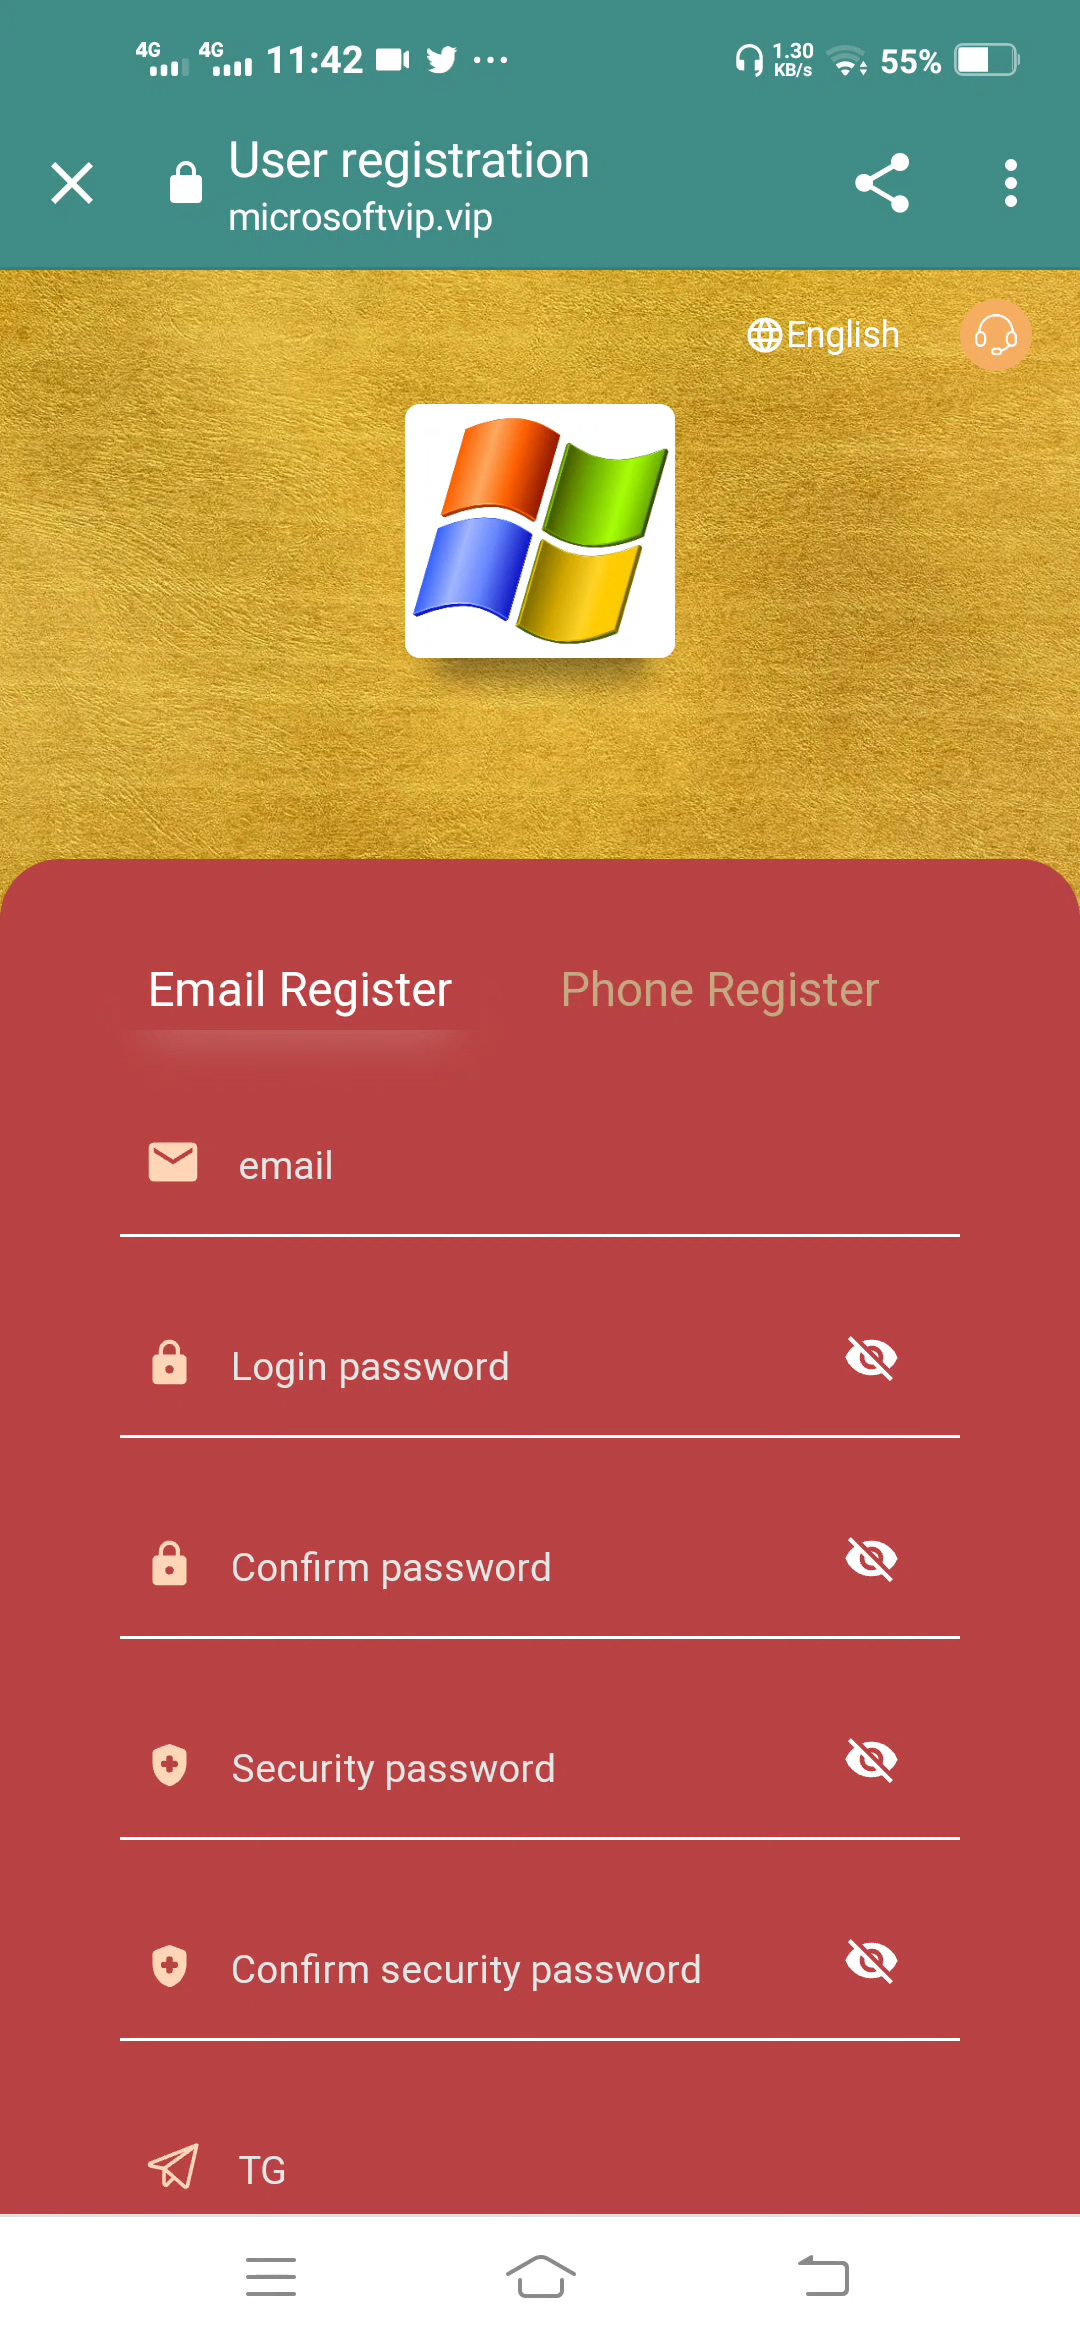 4G 4G 11:42 ... 1.30 KB/s 55%
User registration
microsoftvip.vip
English
Email Register Phone Register
email
Login password
Confirm password
Security password
Confirm security password
TG